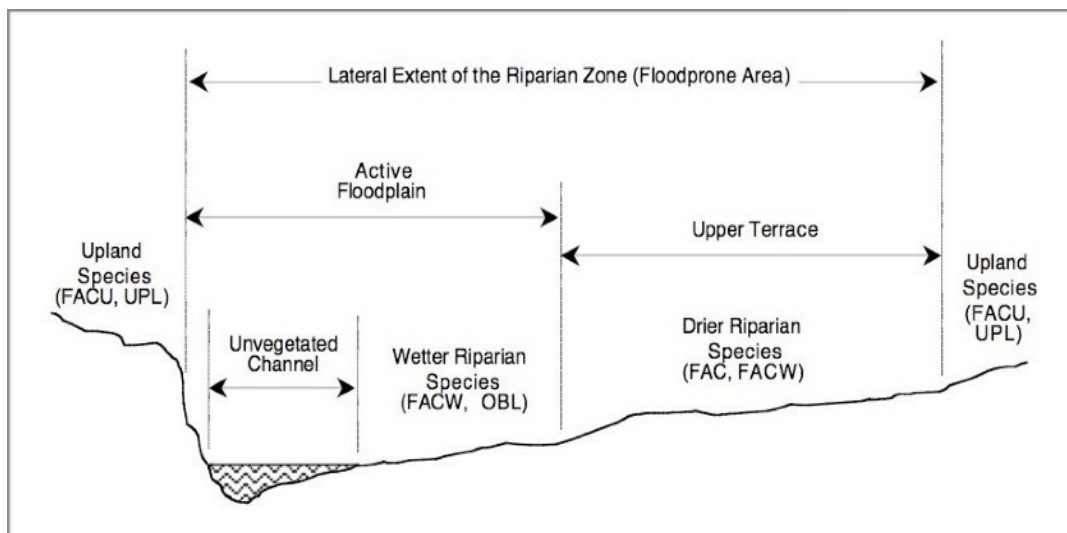 Lateral Extent of the Riparian Zone (Floodprone Area)
Active
Floodplain
Upper Terrace
Upland
Species
(FACU, UPL)
Unvegetated
Channel
Wetter Riparian
Species
(FACW, OBL)
Drier Riparian
Species
(FAC, FACW)
Upland
Species
(FACU,
UPL)